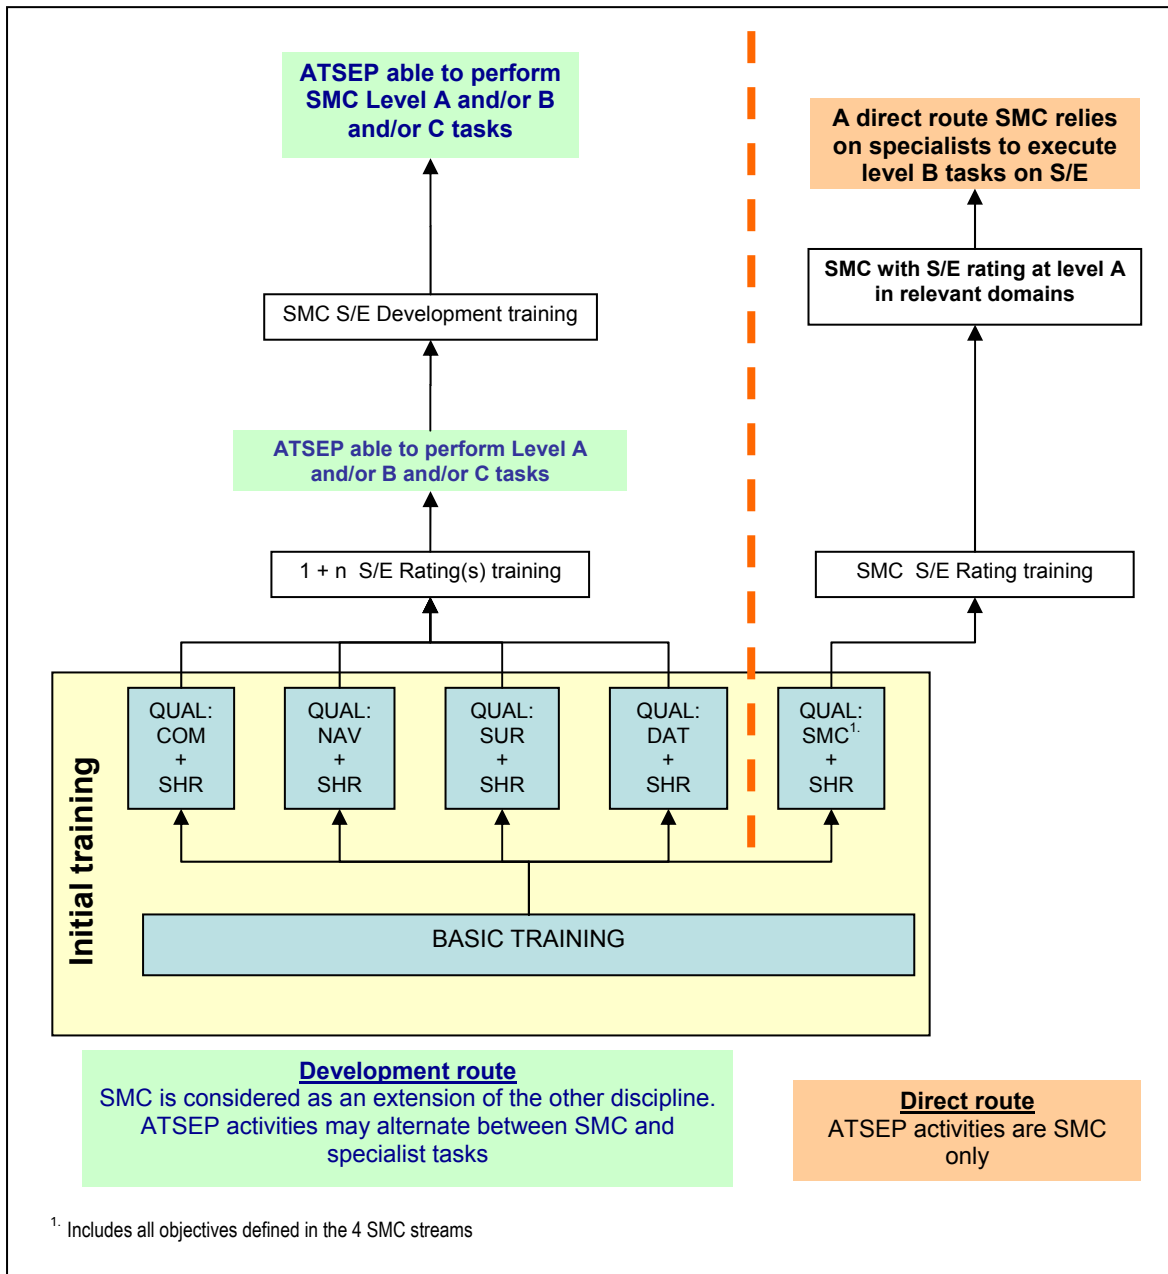 ATSEP able to perform
SMC Level A and/or B
and/or C tasks
A direct route SMC relies
on specialists to execute
level B tasks on S/E
SMC with S/E rating at level A
in relevant domains
SMC S/E Development training
ATSEP able to perform Level A
and/or B and/or C tasks
1 + n S/E Rating(s) training
SMC S/E Rating training
Initial training
QUAL:
COM
+
SHR
QUAL:
NAV
+
SHR
QUAL:
SUR
+
SHR
QUAL:
DAT
+
SHR
QUAL:
SMC1.
+
SHR
BASIC TRAINING
Development route
SMC is considered as an extension of the other discipline.
ATSEP activities may alternate between SMC and
specialist tasks
Direct route
ATSEP activities are SMC
only
1. Includes all objectives defined in the 4 SMC streams